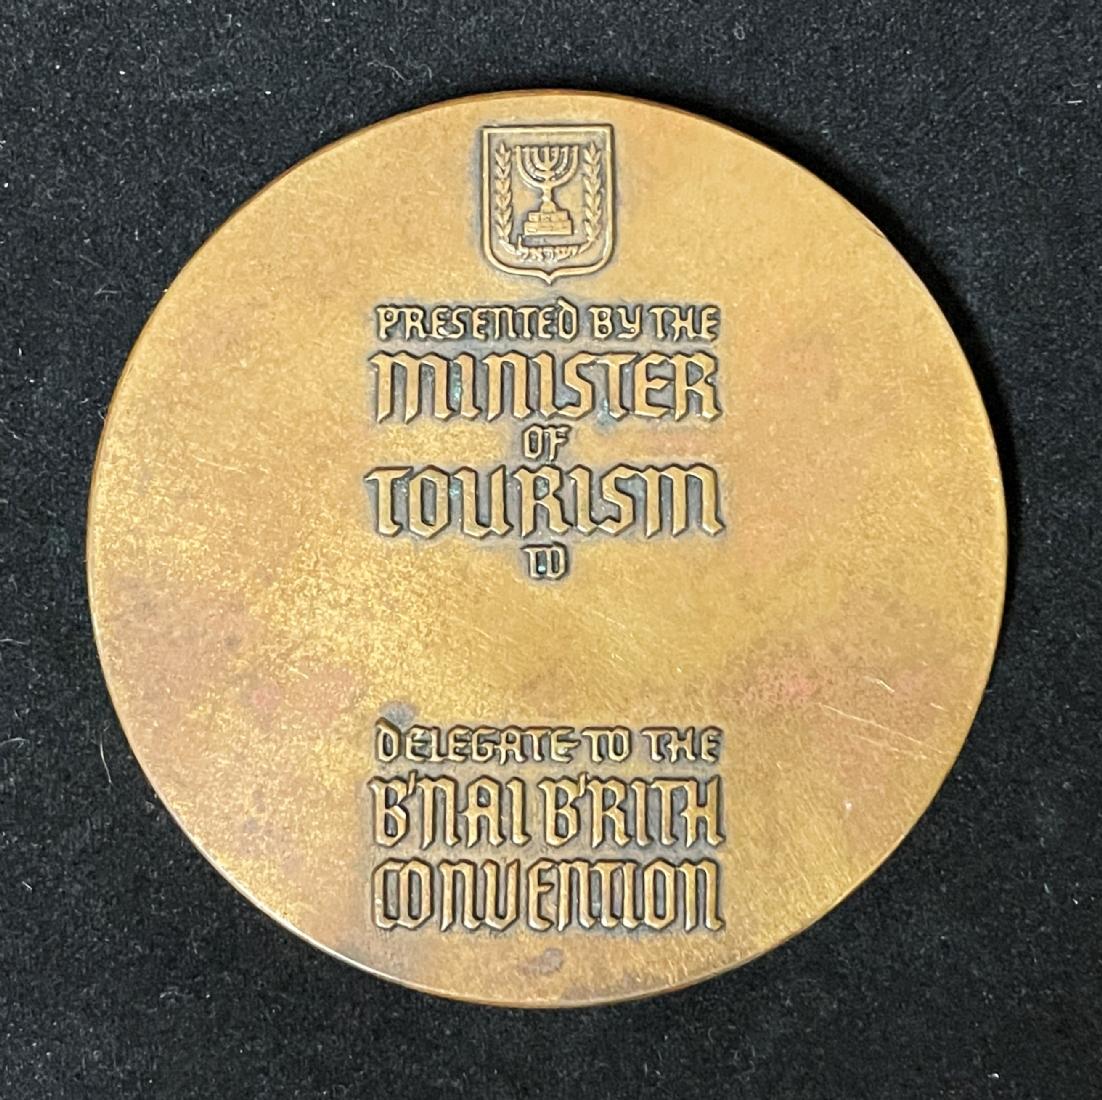 ישראל
PRESENTED BY THE
MINISTER
OF
TOURISM
TO
DELEGATE TO THE
B'NAI B'RITH
CONVENTION